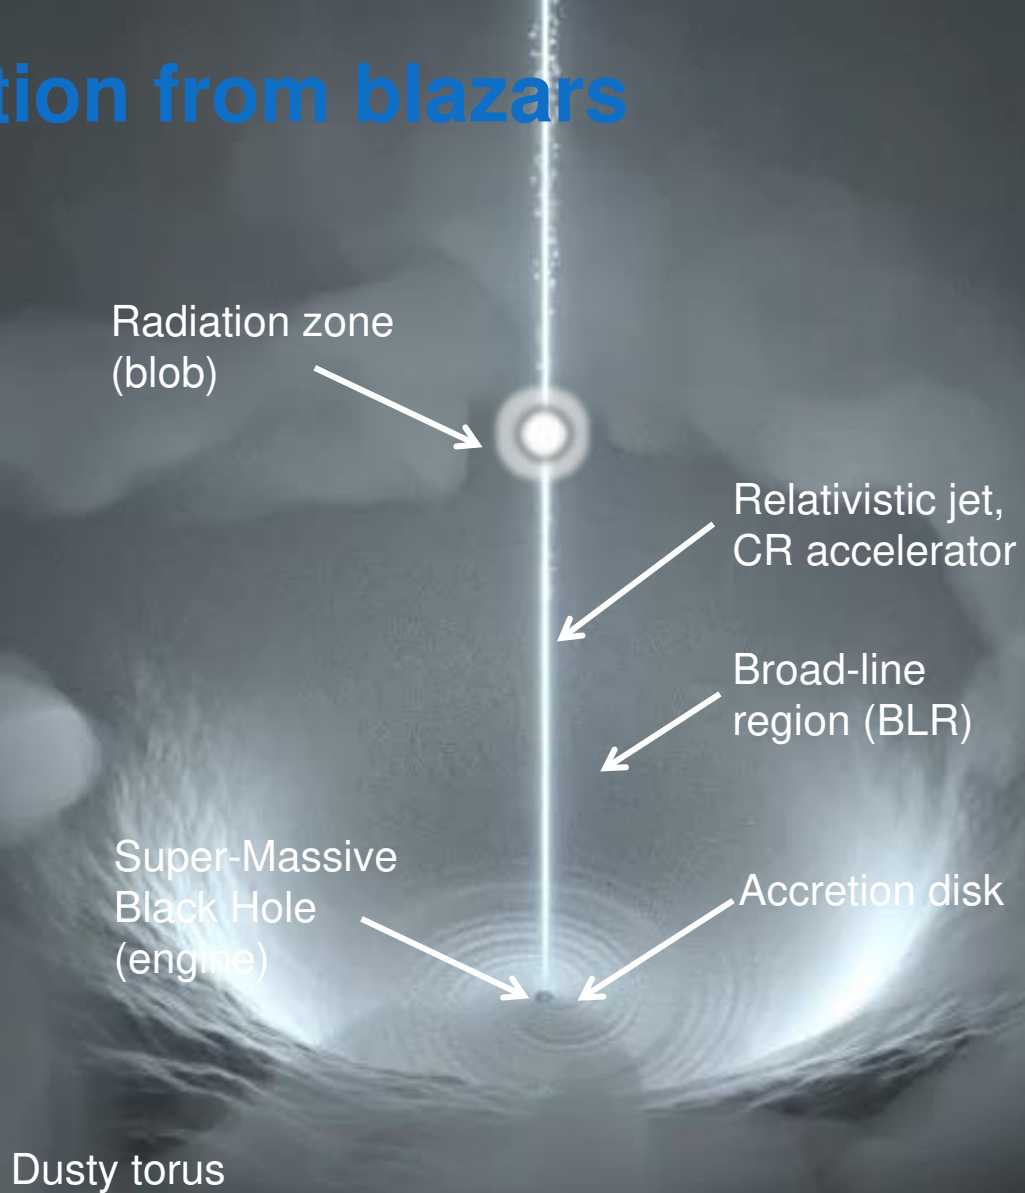 tion from blazars
Radiation zone
(blob)
Relativistic jet,
CR accelerator
Broad-line
region (BLR)
Super-Massive
Black Hole
(engine)
Accretion disk
Dusty torus